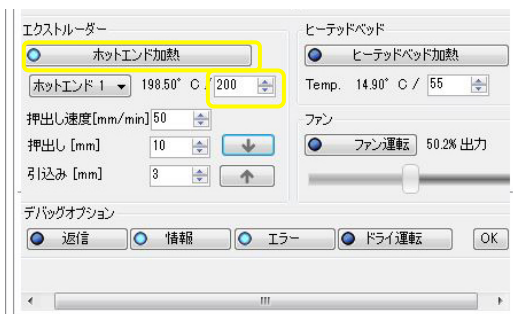 エクストルーダー
ホットエンド加熱
ホットエンド 1 198.50° C / 200
押出し速度[mm/min] 50
押出し [mm] 10
引込み [mm] 3
ヒーテッドベッド
ヒーテッドベッド加熱
Temp. 14.90° C / 55
ファン
ファン運転 50.2% 出力
デバッグオプション
返信 情報 エラー ドライ運転 OK